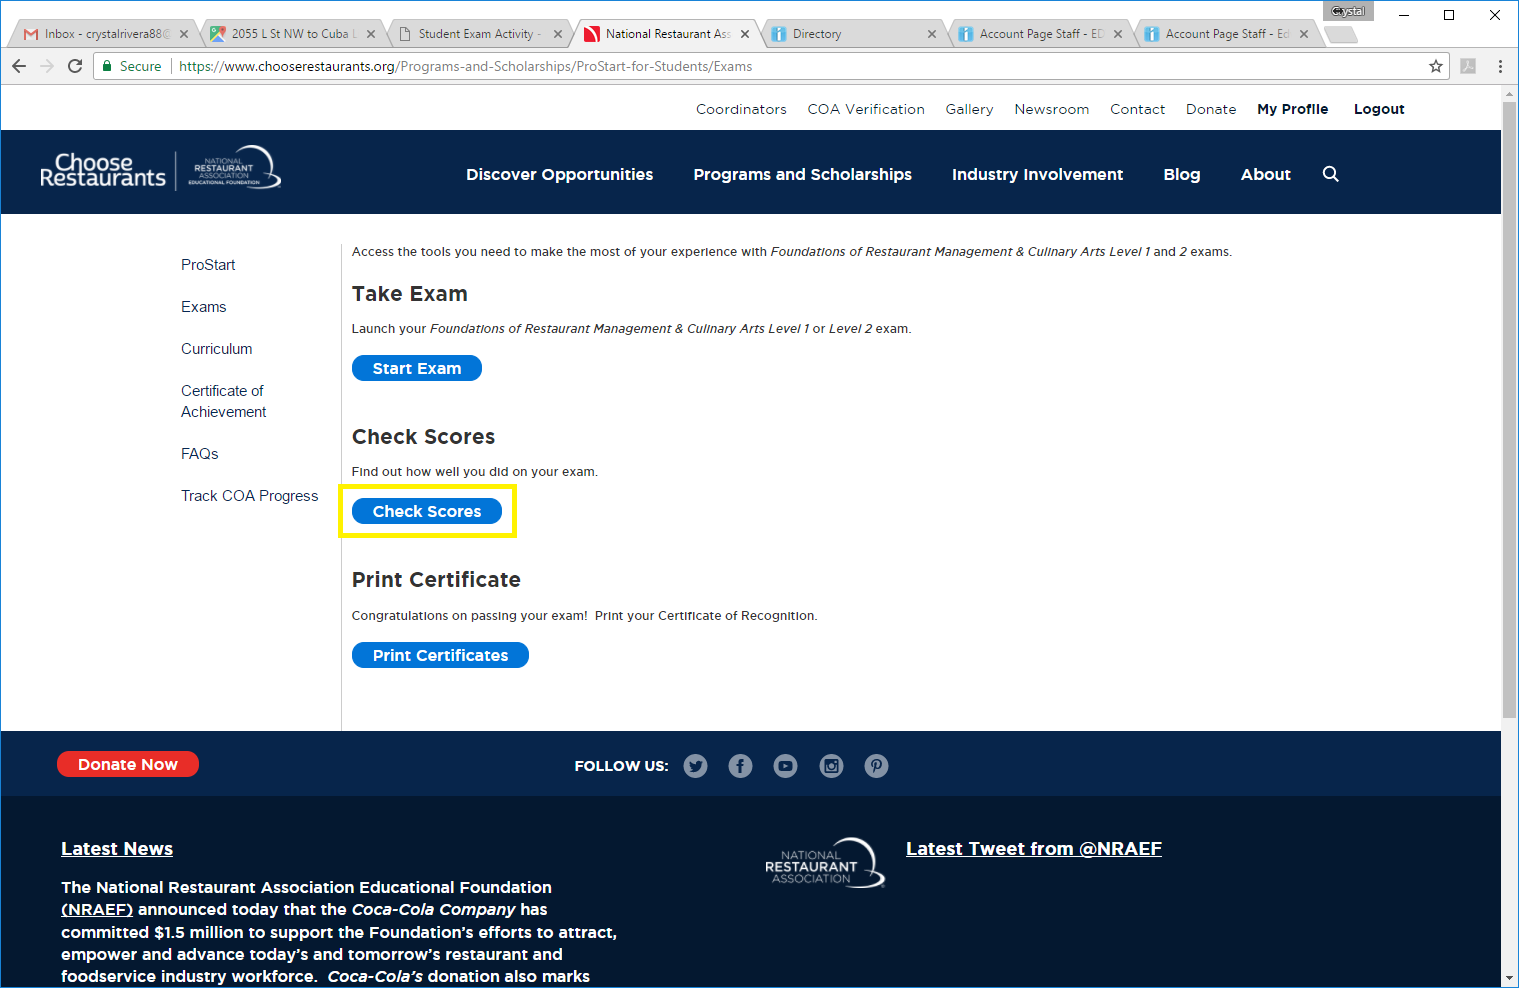 Crystal
Inbox - crystalrivera88@
2055 L St NW to Cuba L
Student Exam Activity -
National Restaurant Ass
Directory
Account Page Staff - ED
Account Page Staff - Ed
Secure
https://www.chooserestaurants.org/Programs-and-Scholarships/ProStart-for-Students/Exams
Coordinators
COA Verification
Gallery
Newsroom
Contact
Donate
My Profile
Logout
Choose
Restaurants
NATIONAL
RESTAURANT
ASSOCIATION
EDUCATIONAL FOUNDATION
Discover Opportunities
Programs and Scholarships
Industry Involvement
Blog
About
ProStart
Exams
Curriculum
Certificate of
Achievement
FAQs
Track COA Progress
Access the tools you need to make the most of your experience with Foundations of Restaurant Management & Culinary Arts Level 1 and 2 exams.
Take Exam
Launch your Foundations of Restaurant Management & Culinary Arts Level 1 or Level 2 exam.
Start Exam
Check Scores
Find out how well you did on your exam.
Check Scores
Print Certificate
Congratulations on passing your exam!  Print your Certificate of Recognition.
Print Certificates
Donate Now
FOLLOW US:
Latest News
The National Restaurant Association Educational Foundation
(NRAEF) announced today that the Coca-Cola Company has
committed $1.5 million to support the Foundation’s efforts to attract,
empower and advance today’s and tomorrow’s restaurant and
foodservice industry workforce.  Coca-Cola’s donation also marks
NATIONAL
RESTAURANT
ASSOCIATION
Latest Tweet from @NRAEF